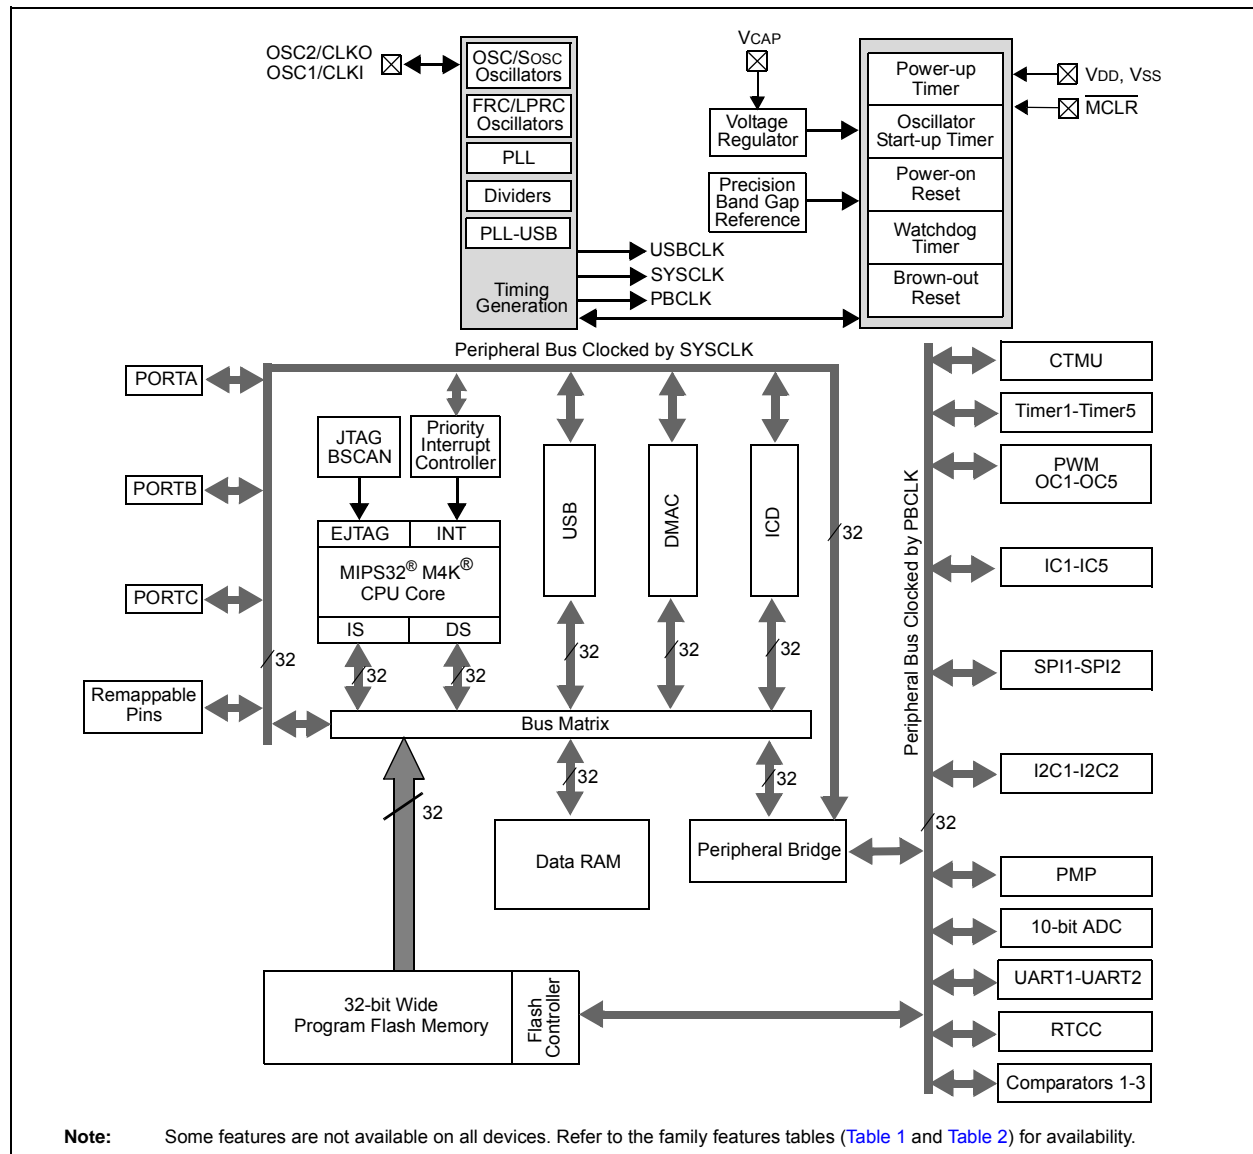 OSC2/CLKO
OSC1/CLKI
OSC/SOSC
Oscillators
FRC/LPRC
Oscillators
PLL
Dividers
PLL-USB
Timing
Generation
USBCLK
SYSCLK
PBCLK
VCAP
Voltage
Regulator
Precision
Band Gap
Reference
Power-up
Timer
Oscillator
Start-up Timer
Power-on
Reset
Watchdog
Timer
Brown-out
Reset
VDD, VSS
MCLR
Peripheral Bus Clocked by SYSCLK
PORTA
PORTB
PORTC
Remappable
Pins
32
JTAG
BSCAN
Priority
Interrupt
Controller
EJTAG
INT
MIPS32® M4K®
CPU Core
IS
DS
32
32
USB
32
DMAC
32
ICD
32
32
Bus Matrix
32
32
32
Data RAM
Peripheral Bridge
32-bit Wide
Program Flash Memory
Flash
Controller
Peripheral Bus Clocked by PBCLK
32
CTMU
Timer1-Timer5
PWM
OC1-OC5
IC1-IC5
SPI1-SPI2
I2C1-I2C2
PMP
10-bit ADC
UART1-UART2
RTCC
Comparators 1-3
Note: Some features are not available on all devices. Refer to the family features tables (Table 1 and Table 2) for availability.